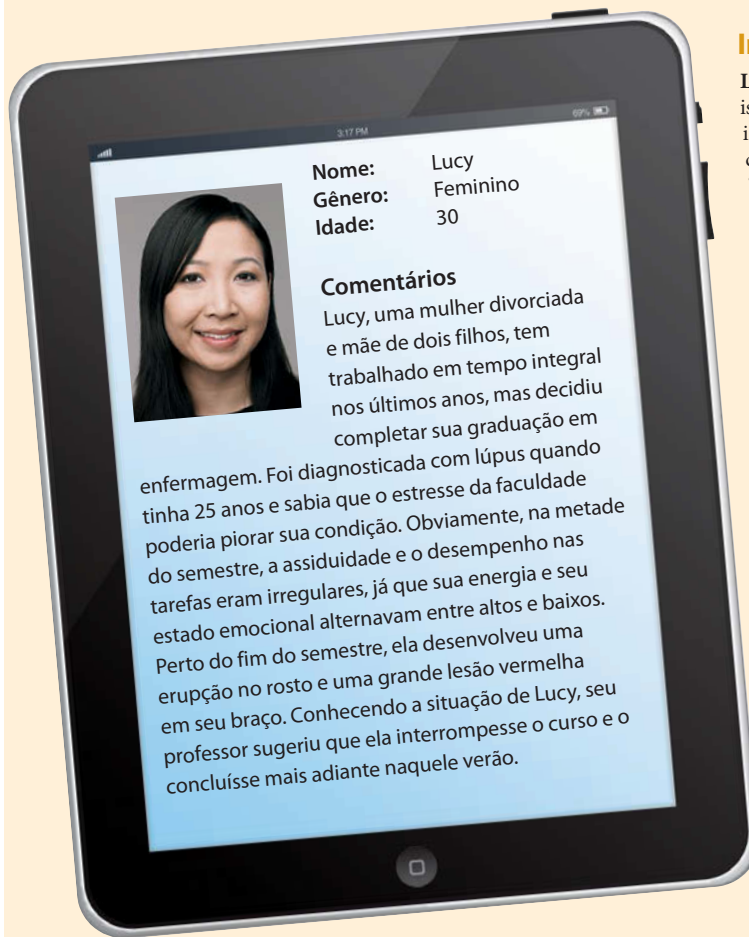 3:17 PM
69%
Nome: Lucy
Gênero: Feminino
Idade: 30
Comentários
Lucy, uma mulher divorciada
e mãe de dois filhos, tem
trabalhado em tempo integral
nos últimos anos, mas decidiu
completar sua graduação em
enfermagem. Foi diagnosticada com lúpus quando
tinha 25 anos e sabia que o estresse da faculdade
poderia piorar sua condição. Obviamente, na metade
do semestre, a assiduidade e o desempenho nas
tarefas eram irregulares, já que sua energia e seu
estado emocional alternavam entre altos e baixos.
Perto do fim do semestre, ela desenvolveu uma
erupção no rosto e uma grande lesão vermelha
em seu braço. Conhecendo a situação de Lucy, seu
professor sugeriu que ela interrompesse o curso e o
concluísse mais adiante naquele verão.